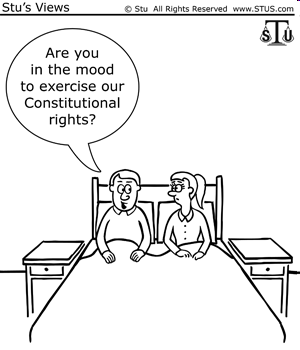 Stu's Views
© Stu All Rights Reserved www.STUS.com
STU
Are you
in the mood
to exercise our
Constitutional
rights?